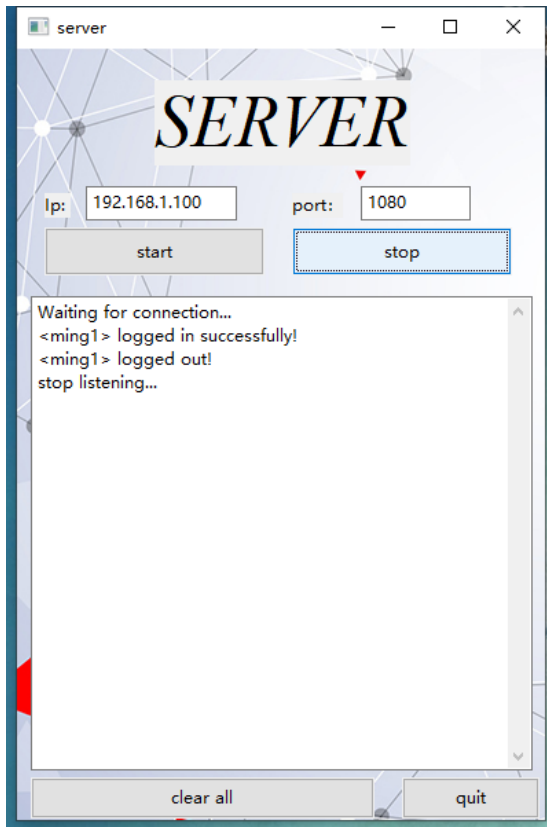 server
SERVER
Ip: 192.168.1.100 port: 1080
start stop
Waiting for connection...
<ming1> logged in successfully!
<ming1> logged out!
stop listening...
clear all quit